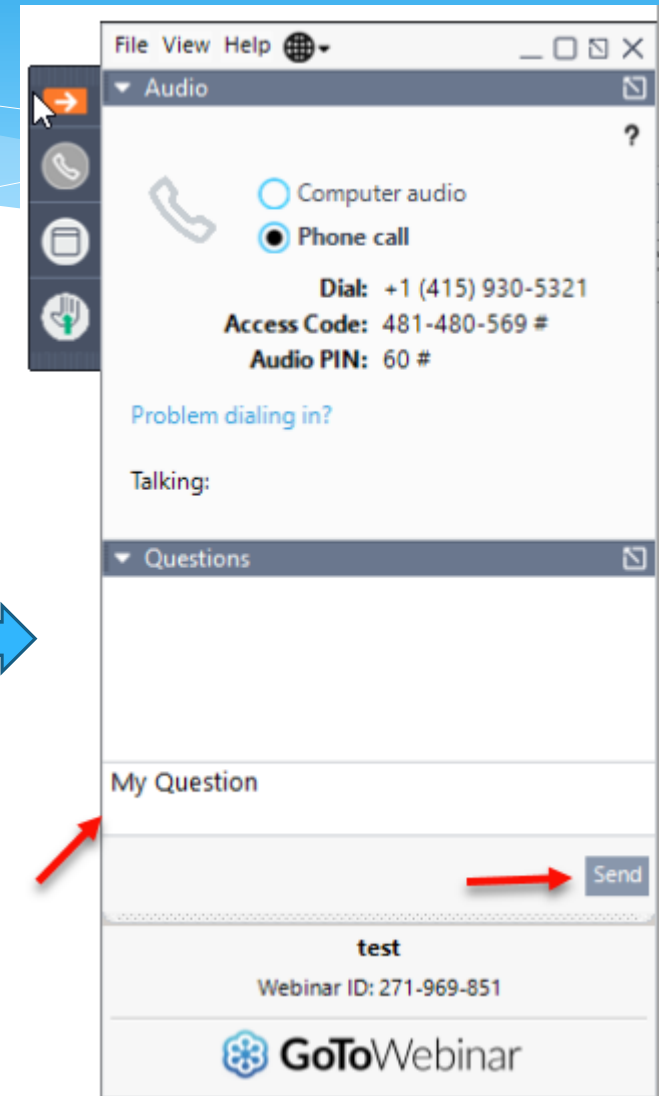 File View Help
Audio
?
Computer audio
Phone call
Dial: +1 (415) 930-5321
Access Code: 481-480-569 #
Audio PIN: 60 #
Problem dialing in?
Talking:
Questions
My Question
Send
test
Webinar ID: 271-969-851
GoToWebinar